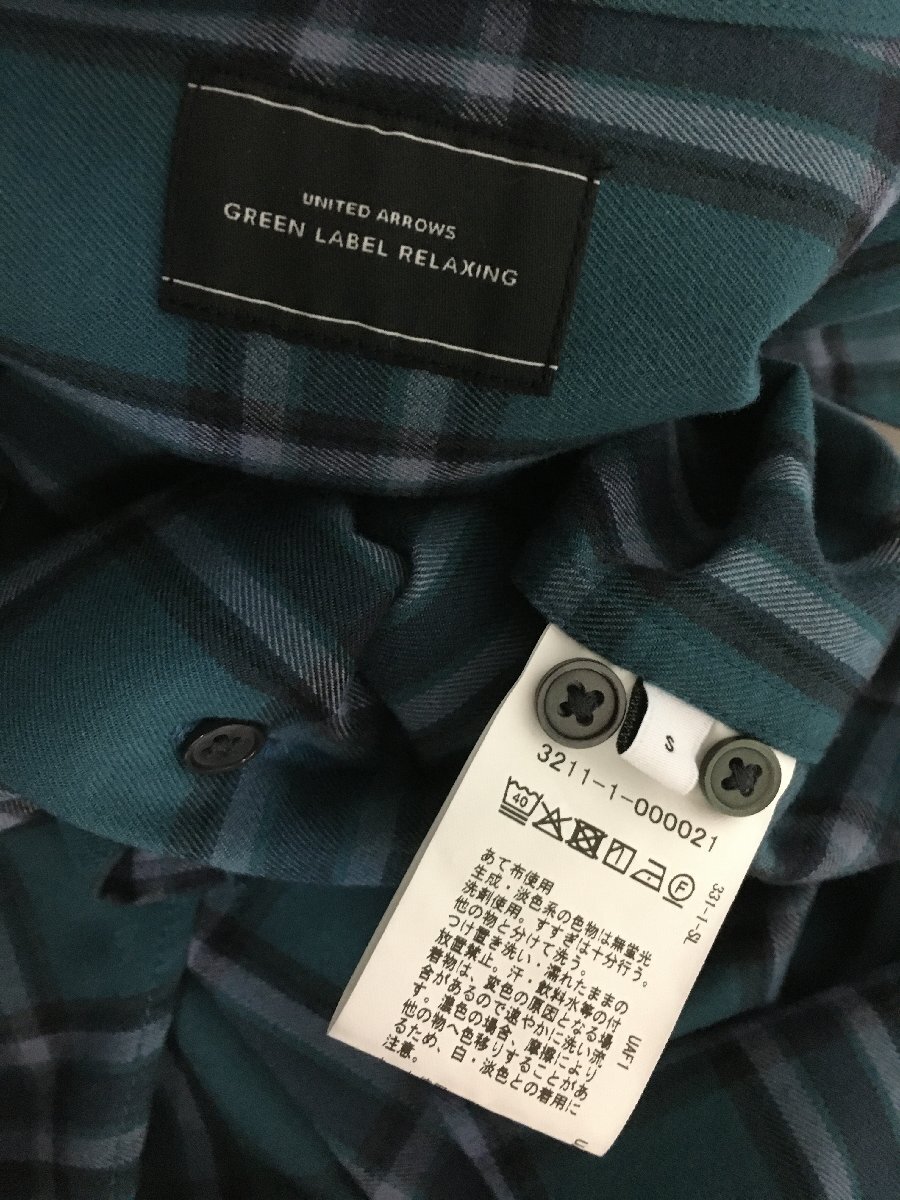 UNITED ARROWS
GREEN LABEL RELAXING
S
3211-1-000021
40
F
あて布使用
生成・淡色系の色物は無蛍光
洗剤使用。すすぎは十分行う。
他の物と分けて洗う。
つけ置き洗い・濡れたままの
放置禁止。汗・飲料水等の付
着物は、変色の原因となる場
合があるので速やかに洗い流
す。濃色の場合、摩擦により
他の物へ色移りすることがあ
るため、白・淡色との着用に
注意。
331-1-SL
UAF1